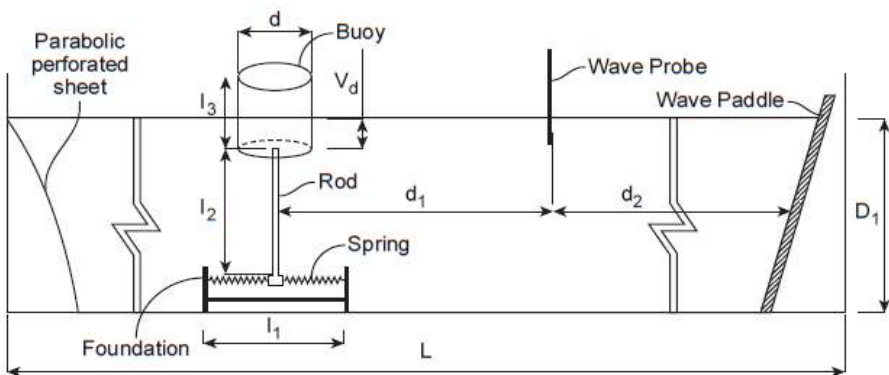 d
Buoy
Parabolic
perforated
sheet
V_d
Wave Probe
l_3
Wave Paddle
l_2
Rod
d_1
d_2
D_1
Spring
Foundation
l_1
L